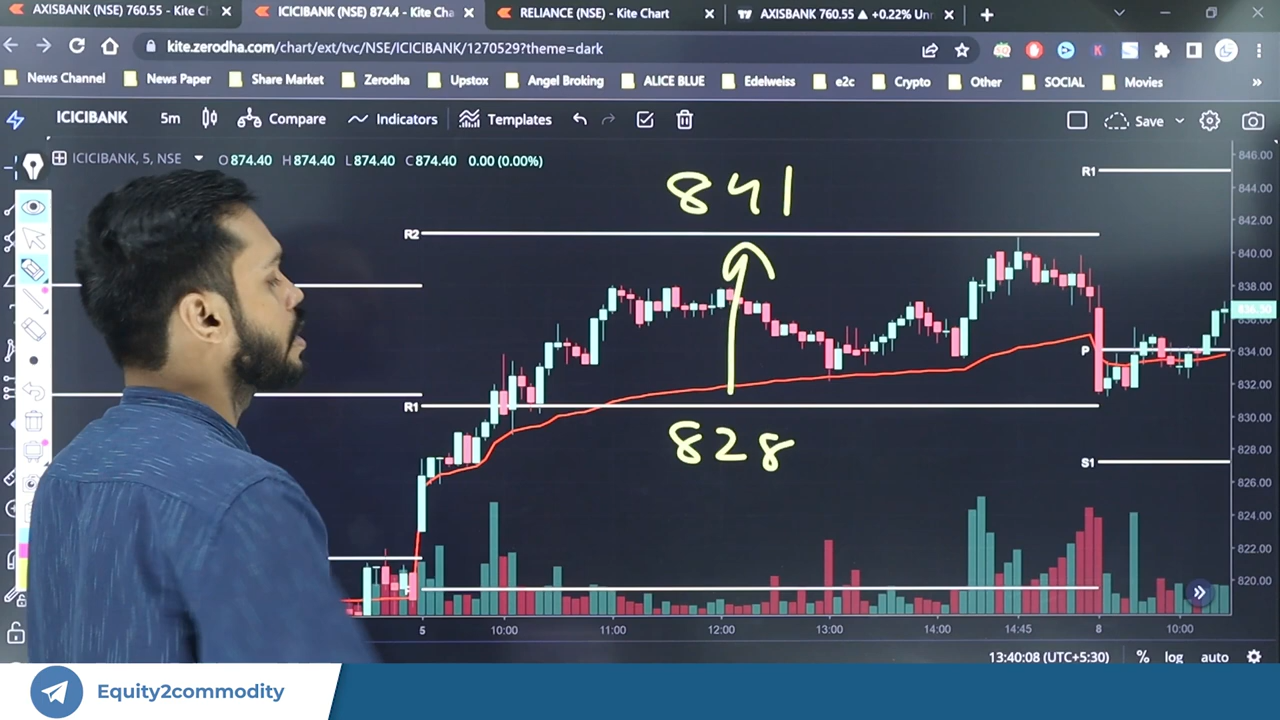 AXISBANK 760.55 - Kite C
ICICIBANK (NSE) 874.4 - Kite Cha
RELIANCE (NSE) - Kite Chart
AXISBANK 760.55 ▲ +0.22% Un
kite.zerodha.com/chart/ext/tvc/NSE/ICICIBANK/1270529?theme=dark
News Channel
News Paper
Share Market
Zerodha
Upstox
Angel Broking
ALICE BLUE
Edelweiss
e2c
Crypto
Other
SOCIAL
Movies
ICICIBANK
5m
Compare
Indicators
Templates
Save
ICICIBANK, 5, NSE
O874.40 H874.40 L874.40 C874.40 0.00 (0.00%)
841
R2
R1
828
R1
P
S1
846.00
844.00
842.00
840.00
838.00
836.50
834.00
832.00
830.00
828.00
826.00
824.00
822.00
820.00
5
10:00
11:00
12:00
13:00
14:00
14:45
8
10:00
13:40:08 (UTC+5:30)
%
log
auto
Equity2commodity